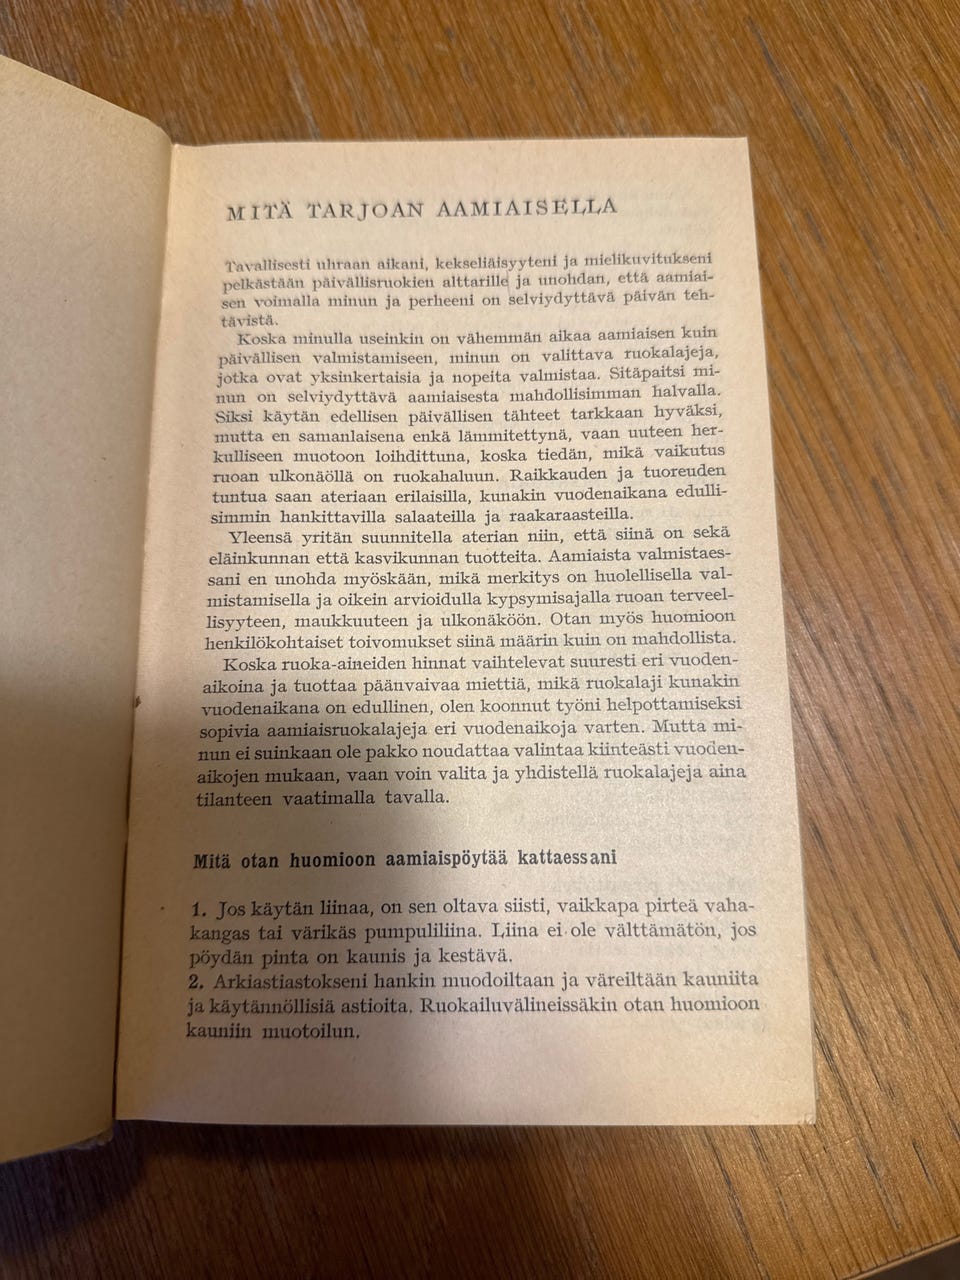 MITÄ TARJOAN AAMIAISELLA
Tavallisesti uhraan aikani, kekseliäisyyteni ja mielikuvitukseni
pelkästään päivällisruokien alttarille ja unohdan, että aamiai-
sen voimalla minun ja perheeni on selviydyttävä päivän teh-
tävistä.
Koska minulla useinkin on vähemmän aikaa aamiaisen kuin
päivällisen valmistamiseen, minun on valittava ruokalajeja,
jotka ovat yksinkertaisia ja nopeita valmistaa. Sitäpaitsi mi-
nun on selviydyttävä aamiaisesta mahdollisimman halvalla.
Siksi käytän edellisen päivällisen tähteet tarkkaan hyväksi,
mutta en samanlaisena enkä lämmitettynä, vaan uuteen her-
kulliseen muotoon loihdittuna, koska tiedän, mikä vaikutus
ruoan ulkonäöllä on ruokahaluun. Raikkauden ja tuoreuden
tuntua saan ateriaan erilaisilla, kunakin vuodenaikana edulli-
simmin hankittavilla salaateilla ja raakaraasteilla.
Yleensä yritän suunnitella aterian niin, että siinä on sekä
eläinkunnan että kasvikunnan tuotteita. Aamiaista valmistaes-
sani en unohda myöskään, mikä merkitys on huolellisella val-
mistamisella ja oikein arvioidulla kypsymisajalla ruoan terveel-
lisyyteen, maukkuuteen ja ulkonäköön. Otan myös huomioon
henkilökohtaiset toivomukset siinä määrin kuin on mahdollista.
Koska ruoka-aineiden hinnat vaihtelevat suuresti eri vuoden-
aikoina ja tuottaa päänvaivaa miettiä, mikä ruokalaji kunakin
vuodenaikana on edullinen, olen koonnut työni helpottamiseksi
sopivia aamiaisruokalajeja eri vuodenaikoja varten. Mutta mi-
nun ei suinkaan ole pakko noudattaa valintaa kiinteästi vuoden-
aikojen mukaan, vaan voin valita ja yhdistellä ruokalajeja aina
tilanteen vaatimalla tavalla.
Mitä otan huomioon aamiaispöytää kattaessani
1. Jos käytän liinaa, on sen oltava siisti, vaikkapa pirteä vaha-
kangas tai värikäs pumpuliliina. Liina ei ole välttämätön, jos
pöydän pinta on kaunis ja kestävä.
2. Arkiastiastokseni hankin muodoiltaan ja väreiltään kauniita
ja käytännöllisiä astioita. Ruokailuvälineissäkin otan huomioon
kauniin muotoilun.